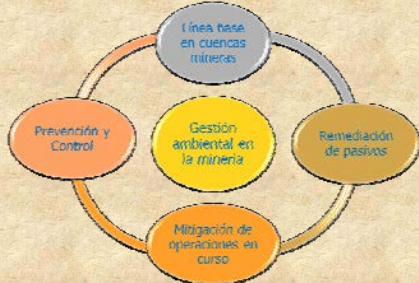 Línea base
en cuencas
mineras
Prevención y
Control
Gestión
ambiental en
la minería
Remediación
de pasivos
Mitigación de
operaciones en
curso